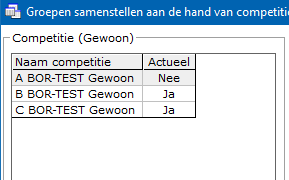 Groepen samenstellen aan de hand van competiti
Competitie (Gewoon)
Naam competitie Actueel
A BOR-TEST Gewoon Nee
B BOR-TEST Gewoon Ja
C BOR-TEST Gewoon Ja